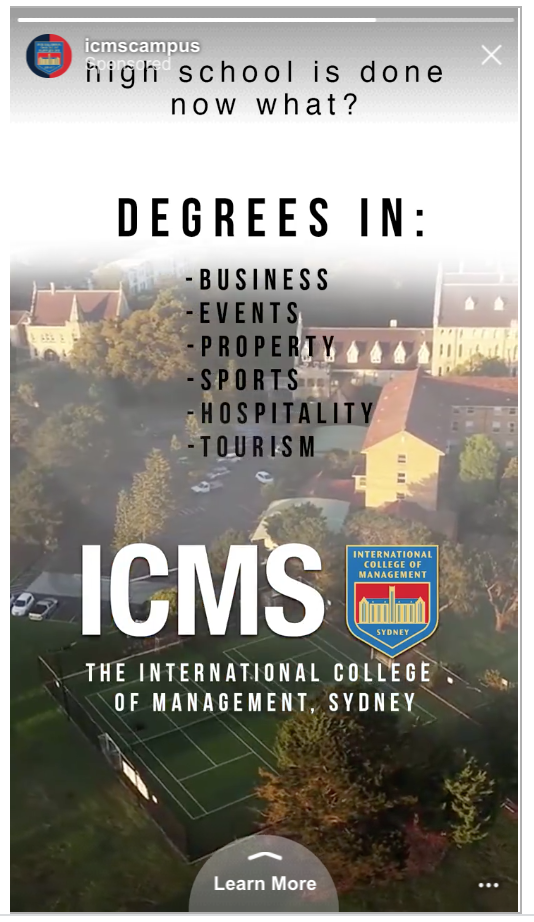 icmscampus
Sponsored
high school is done
now what?
DEGREES IN:
-BUSINESS
-EVENTS
-PROPERTY
-SPORTS
-HOSPITALITY
-TOURISM
ICMS
INTERNATIONAL
COLLEGE OF
MANAGEMENT
SYDNEY
THE INTERNATIONAL COLLEGE
OF MANAGEMENT, SYDNEY
Learn More